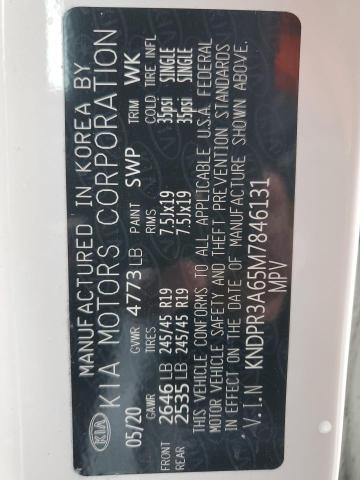 KIA
MANUFACTURED IN KOREA BY
KIA MOTORS CORPORATION
05/20 GVWR 4773 LB PAINT SWP TRIM WK
GAWR TIRES RIMS COLD TIRE INFL
FRONT 2646 LB 245/45 R19 7.5Jx19 35psi SINGLE
REAR 2535 LB 245/45 R19 7.5Jx19 35psi SINGLE
THIS VEHICLE CONFORMS TO ALL APPLICABLE U.S.A. FEDERAL
MOTOR VEHICLE SAFETY AND THEFT PREVENTION STANDARDS
IN EFFECT ON THE DATE OF MANUFACTURE SHOWN ABOVE.
V.I.N KNDPR3A65M7846131
MPV